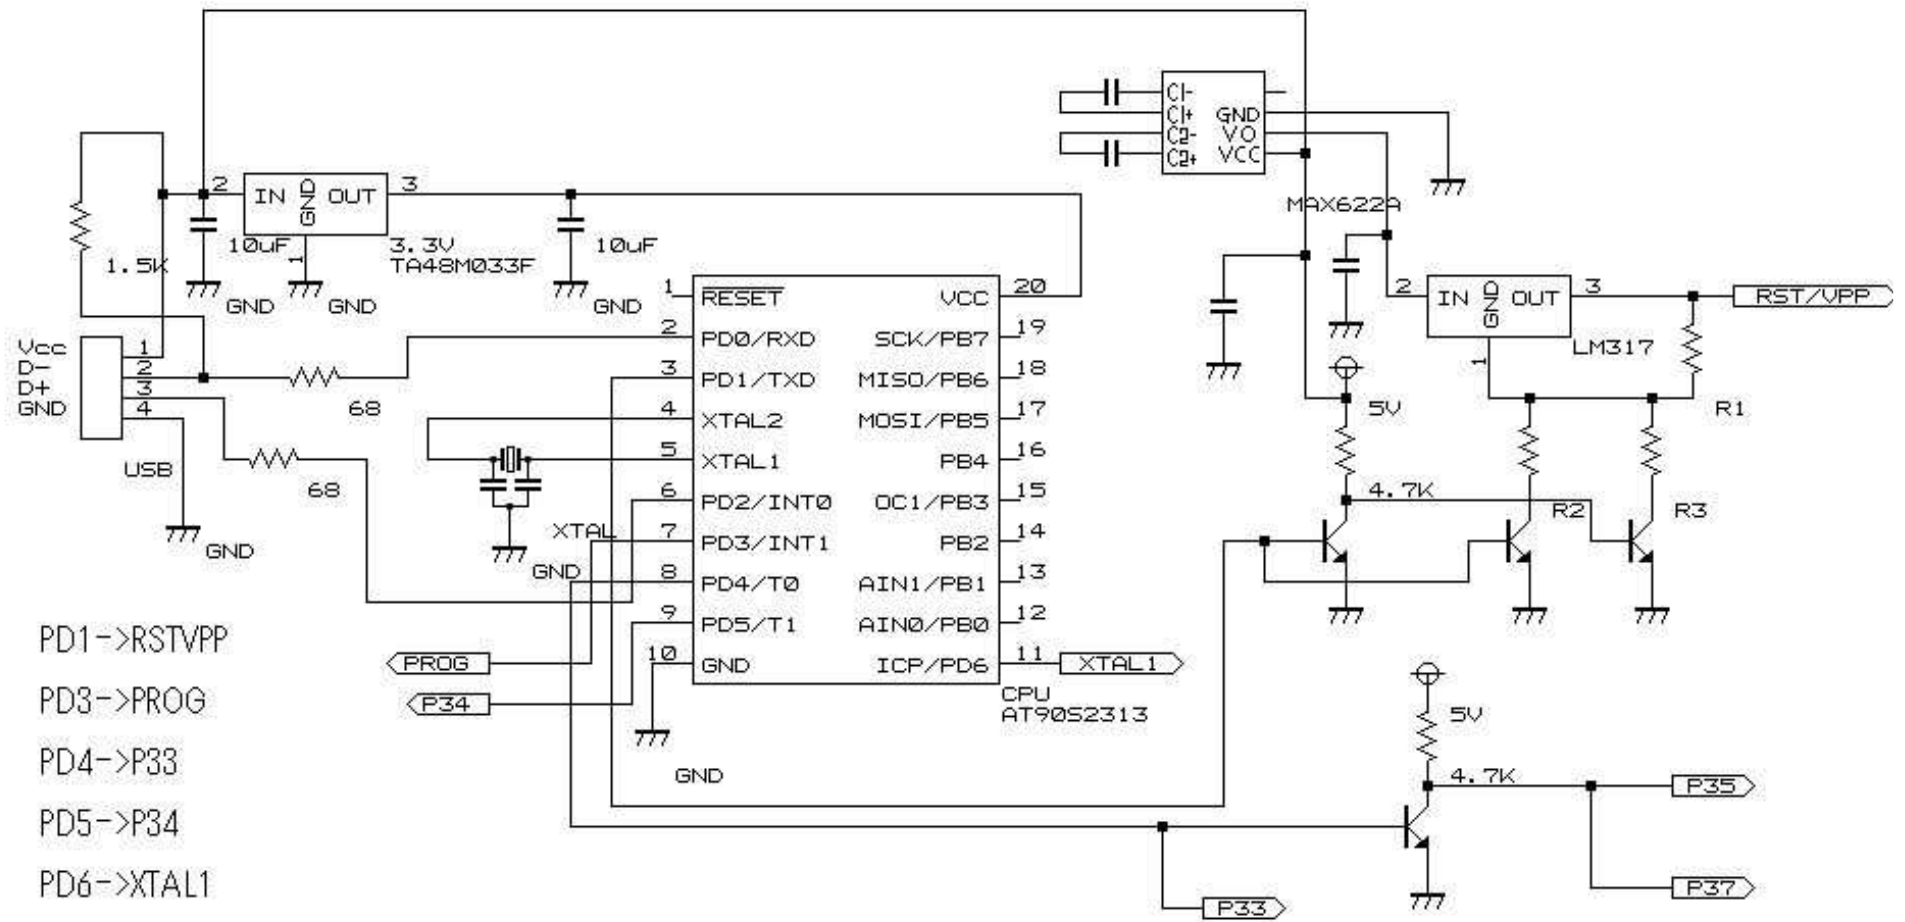 C1-
C1+ GND
C2- VO
C2+ VCC
MAX622A
2 IN GND OUT 3
1
10uF
3.3V
TA48M033F
10uF
1.5K
GND
GND
GND
1 RESET VCC 20
2 PD0/RXD SCK/PB7 19
3 PD1/TXD MISO/PB6 18
4 XTAL2 MOSI/PB5 17
5 XTAL1 PB4 16
6 PD2/INT0 OC1/PB3 15
7 PD3/INT1 PB2 14
8 PD4/T0 AIN1/PB1 13
9 PD5/T1 AIN0/PB0 12
10 GND ICP/PD6 11
CPU
AT90S2313
XTAL1
2 IN GND OUT 3
1
LM317
RST/VPP
Vcc 1
D- 2
D+ 3
GND 4
USB
68
68
GND
XTAL
GND
5V
4.7K
R1
R2
R3
PROG
P34
GND
5V
4.7K
P35
P37
P33
PD1->RSTVPP
PD3->PROG
PD4->P33
PD5->P34
PD6->XTAL1